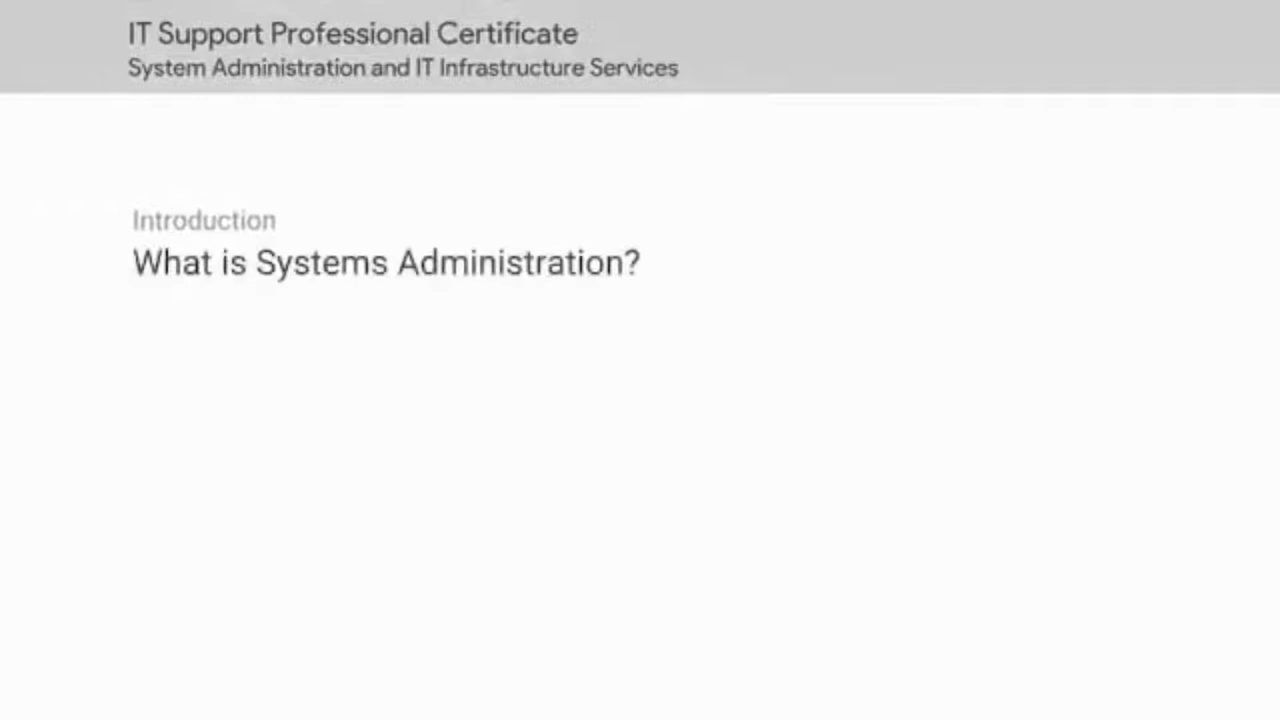 IT Support Professional Certificate
System Administration and IT Infrastructure Services
Introduction
What is Systems Administration?